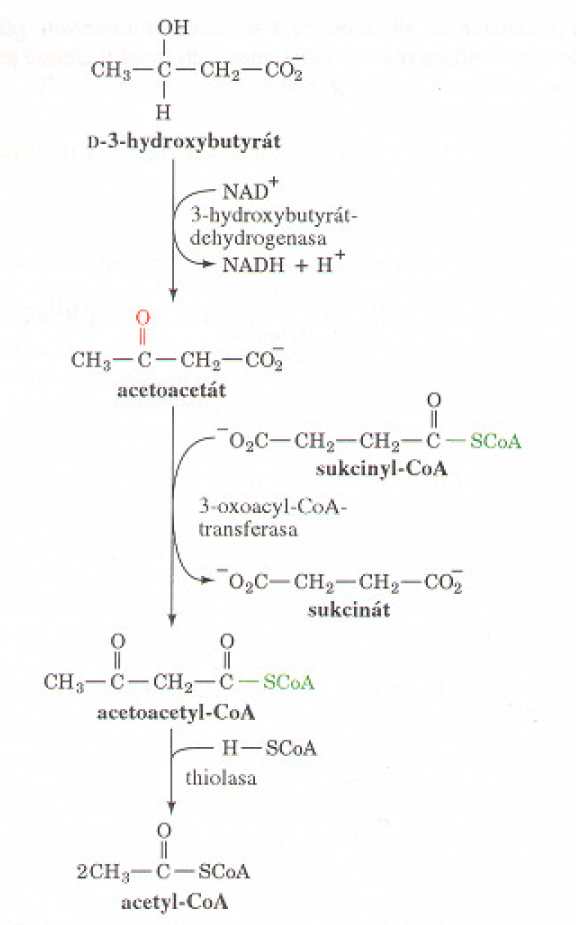 OH
CH₃—C—CH₂—CO₂⁻
H
D-3-hydroxybutyrát
NAD⁺
3-hydroxybutyrát-
dehydrogenasa
NADH + H⁺
O
CH₃—C—CH₂—CO₂⁻
acetoacetát
O
⁻O₂C—CH₂—CH₂—C—SCoA
sukcinyl-CoA
3-oxoacyl-CoA-
transferasa
⁻O₂C—CH₂—CH₂—CO₂⁻
sukcinát
O O
CH₃—C—CH₂—C—SCoA
acetoacetyl-CoA
H—SCoA
thiolasa
O
2CH₃—C—SCoA
acetyl-CoA